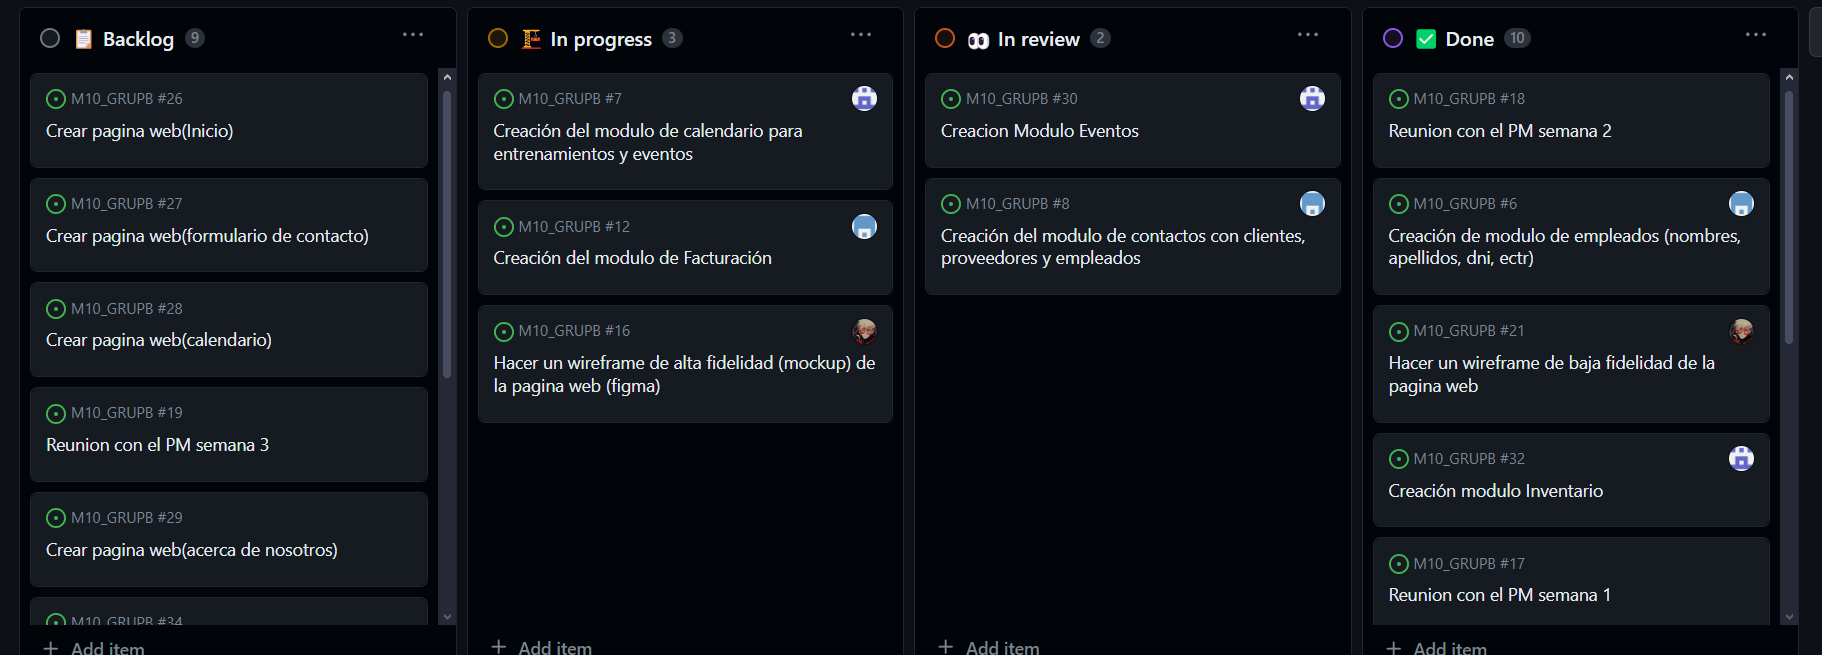 Backlog 9
M10_GRUPB #26
Crear pagina web(Inicio)
M10_GRUPB #27
Crear pagina web(formulario de contacto)
M10_GRUPB #28
Crear pagina web(calendario)
M10_GRUPB #19
Reunion con el PM semana 3
M10_GRUPB #29
Crear pagina web(acerca de nosotros)
M10_GRUPB #34
Add item
In progress 3
M10_GRUPB #7
Creación del modulo de calendario para
entrenamientos y eventos
M10_GRUPB #12
Creación del modulo de Facturación
M10_GRUPB #16
Hacer un wireframe de alta fidelidad (mockup) de
la pagina web (figma)
Add item
In review 2
M10_GRUPB #30
Creacion Modulo Eventos
M10_GRUPB #8
Creación del modulo de contactos con clientes,
proveedores y empleados
Add item
Done 10
M10_GRUPB #18
Reunion con el PM semana 2
M10_GRUPB #6
Creación de modulo de empleados (nombres,
apellidos, dni, ectr)
M10_GRUPB #21
Hacer un wireframe de baja fidelidad de la
pagina web
M10_GRUPB #32
Creación modulo Inventario
M10_GRUPB #17
Reunion con el PM semana 1
Add item